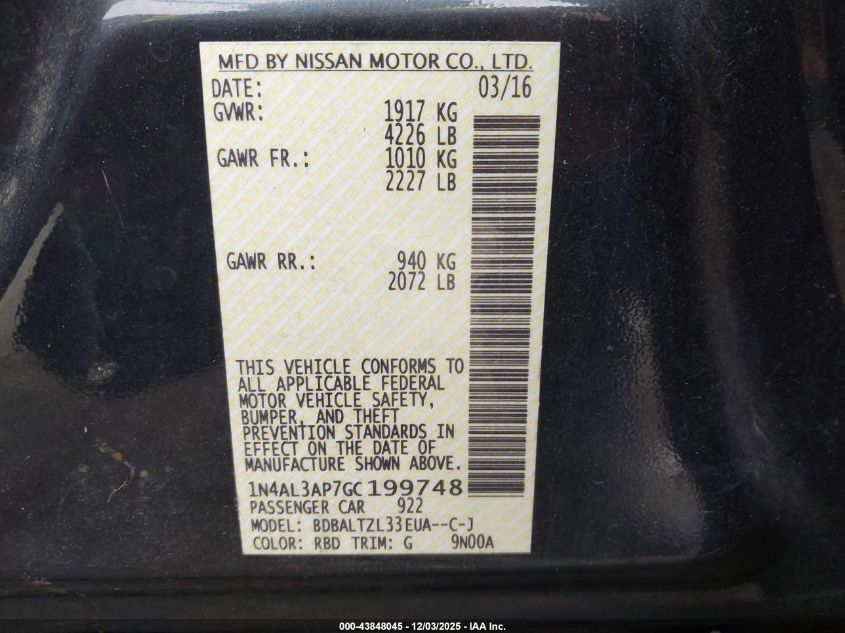 MFD BY NISSAN MOTOR CO., LTD.
DATE: 03/16
GVWR: 1917 KG
4226 LB
GAWR FR.: 1010 KG
2227 LB
GAWR RR.: 940 KG
2072 LB
THIS VEHICLE CONFORMS TO
ALL APPLICABLE FEDERAL
MOTOR VEHICLE SAFETY,
BUMPER, AND THEFT
PREVENTION STANDARDS IN
EFFECT ON THE DATE OF
MANUFACTURE SHOWN ABOVE.
1N4AL3AP7GC199748
PASSENGER CAR 922
MODEL: BDBALTZL33EUA--C-J
COLOR: RBD TRIM: G 9N00A
000-43848045 - 12/03/2025 - IAA Inc.